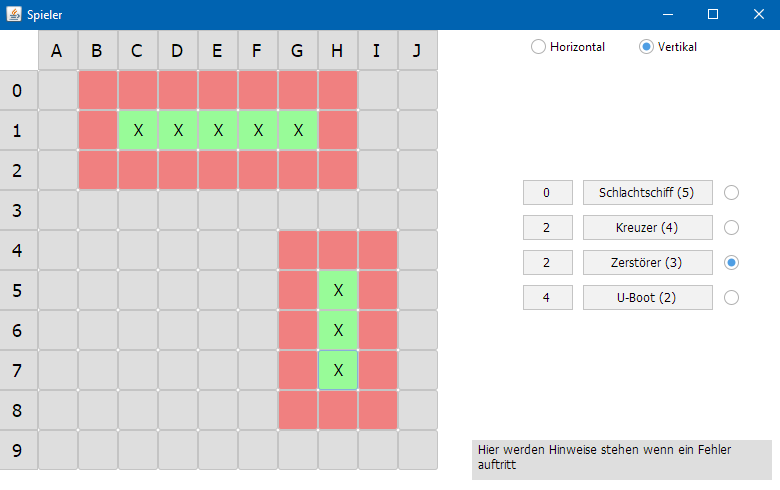 Spieler
A B C D E F G H I J
Horizontal Vertikal
0
1 X X X X X
2
0 Schlachtschiff (5)
3
2 Kreuzer (4)
4
2 Zerstörer (3)
5 X
4 U-Boot (2)
6 X
7 X
8
9
Hier werden Hinweise stehen wenn ein Fehler
auftritt